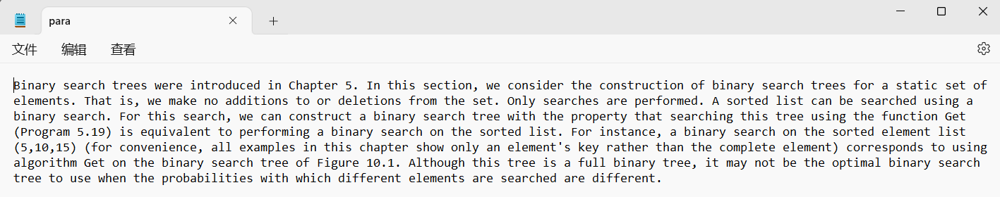 para
文件 编辑 查看
Binary search trees were introduced in Chapter 5. In this section, we consider the construction of binary search trees for a static set of
elements. That is, we make no additions to or deletions from the set. Only searches are performed. A sorted list can be searched using a
binary search. For this search, we can construct a binary search tree with the property that searching this tree using the function Get
(Program 5.19) is equivalent to performing a binary search on the sorted list. For instance, a binary search on the sorted element list
(5,10,15) (for convenience, all examples in this chapter show only an element's key rather than the complete element) corresponds to using
algorithm Get on the binary search tree of Figure 10.1. Although this tree is a full binary tree, it may not be the optimal binary search
tree to use when the probabilities with which different elements are searched are different.